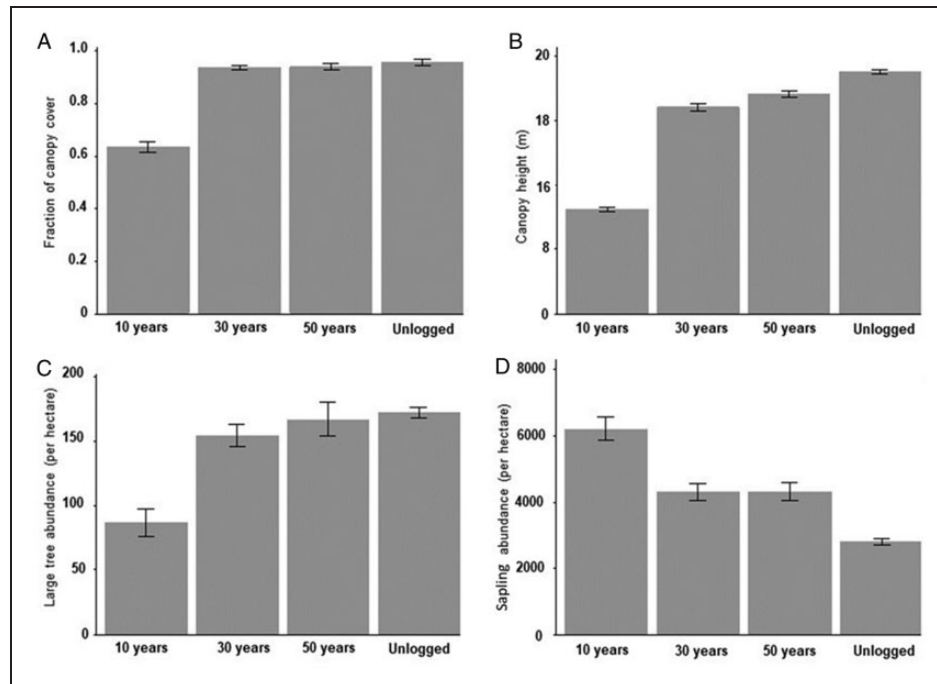 A
Fraction of canopy cover
1.0
0.8
0.6
0.4
0.2
0
10 years 30 years 50 years Unlogged
B
Canopy height (m)
20
18
16
8
0
10 years 30 years 50 years Unlogged
C
Large tree abundance (per hectare)
200
150
100
50
0
10 years 30 years 50 years Unlogged
D
Sapling abundance (per hectare)
8000
6000
4000
2000
0
10 years 30 years 50 years Unlogged